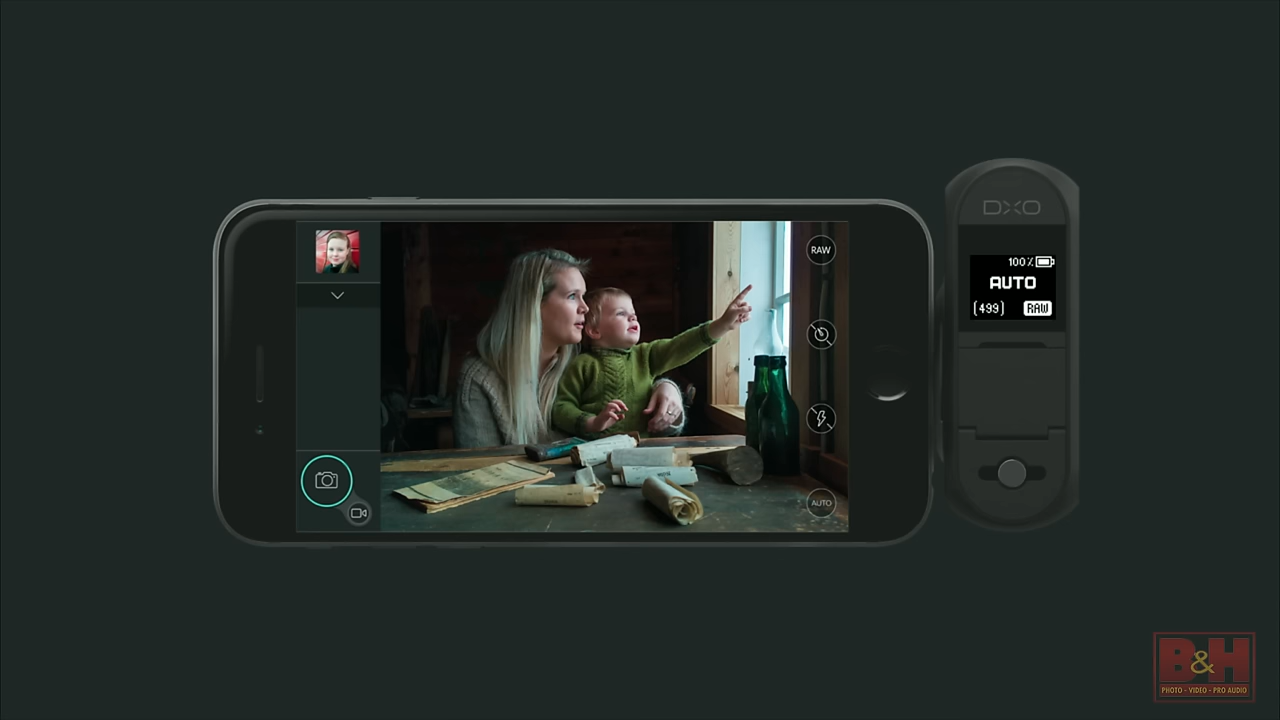 RAW
AUTO
DXO
100%
AUTO
[499] RAW
B&H
PHOTO - VIDEO - PRO AUDIO